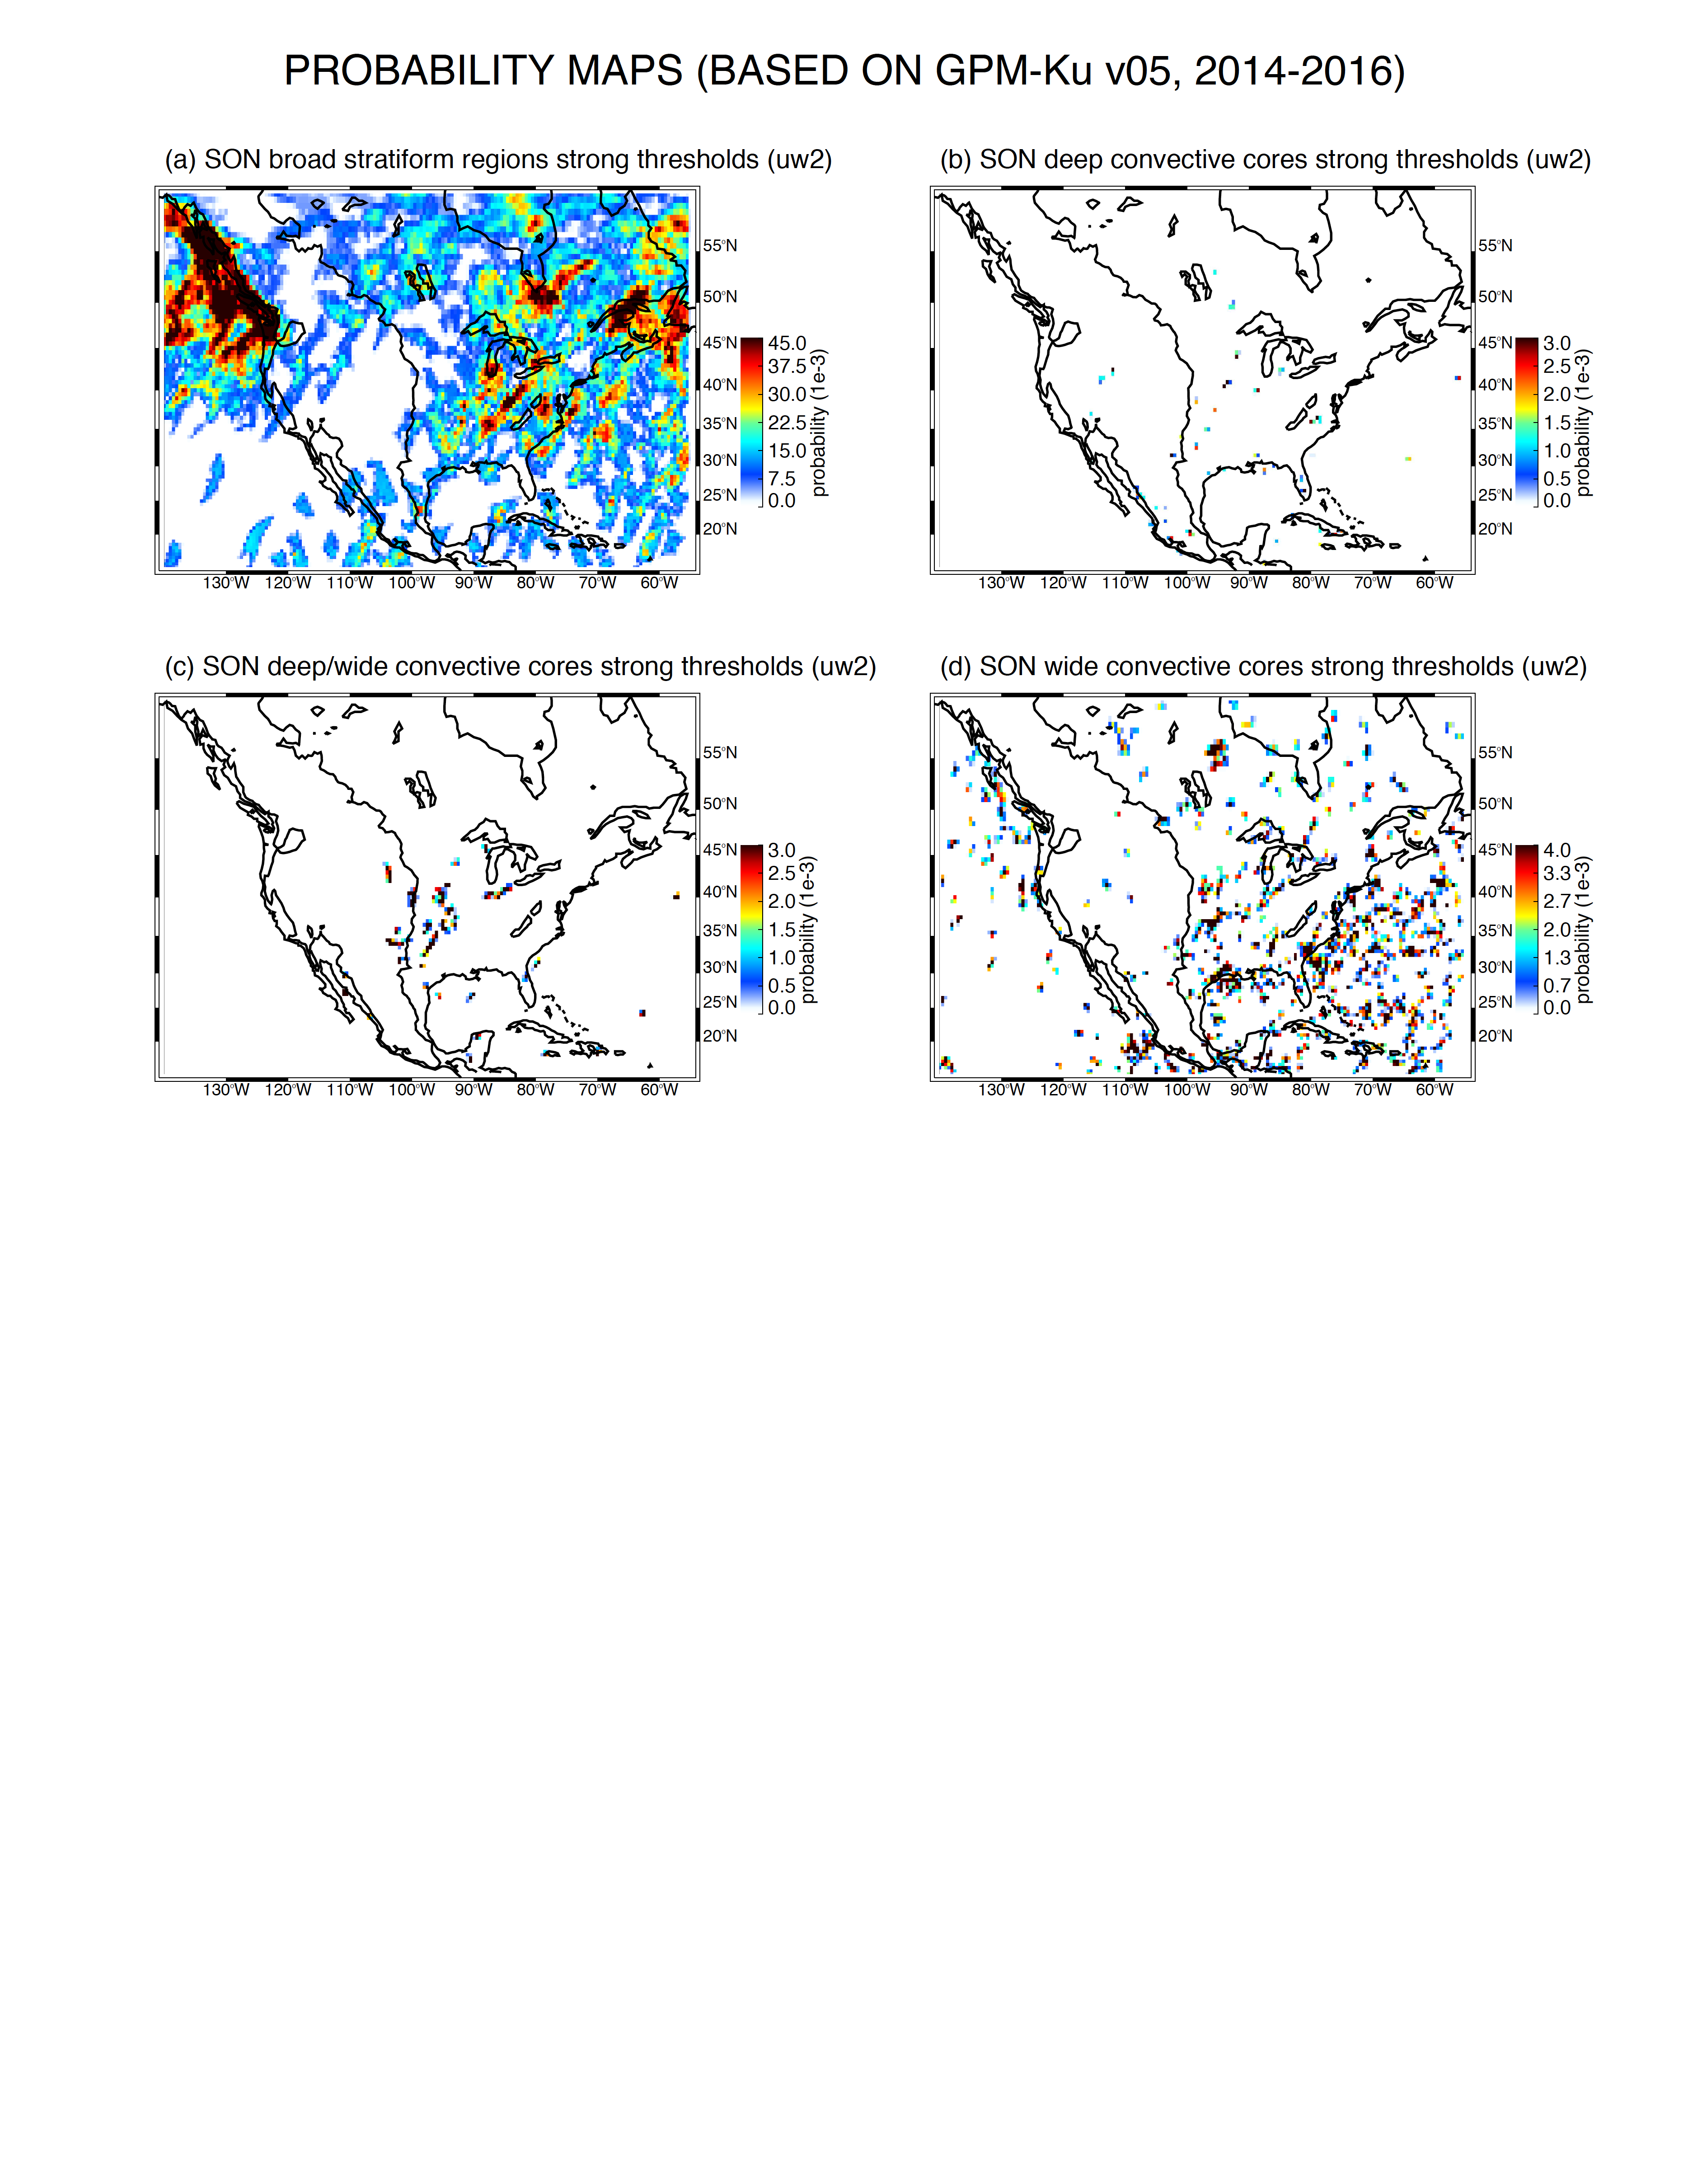 PROBABILITY MAPS (BASED ON GPM-Ku v05, 2014-2016)
(a) SON broad stratiform regions strong thresholds (uw2)
55°N
50°N
45°N
40°N
35°N
30°N
25°N
20°N
130°W 120°W 110°W 100°W 90°W 80°W 70°W 60°W
45.0
37.5
30.0
22.5
15.0
7.5
0.0
probability (1e-3)
(b) SON deep convective cores strong thresholds (uw2)
55°N
50°N
45°N
40°N
35°N
30°N
25°N
20°N
130°W 120°W 110°W 100°W 90°W 80°W 70°W 60°W
3.0
2.5
2.0
1.5
1.0
0.5
0.0
probability (1e-3)
(c) SON deep/wide convective cores strong thresholds (uw2)
55°N
50°N
45°N
40°N
35°N
30°N
25°N
20°N
130°W 120°W 110°W 100°W 90°W 80°W 70°W 60°W
3.0
2.5
2.0
1.5
1.0
0.5
0.0
probability (1e-3)
(d) SON wide convective cores strong thresholds (uw2)
55°N
50°N
45°N
40°N
35°N
30°N
25°N
20°N
130°W 120°W 110°W 100°W 90°W 80°W 70°W 60°W
4.0
3.3
2.7
2.0
1.3
0.7
0.0
probability (1e-3)